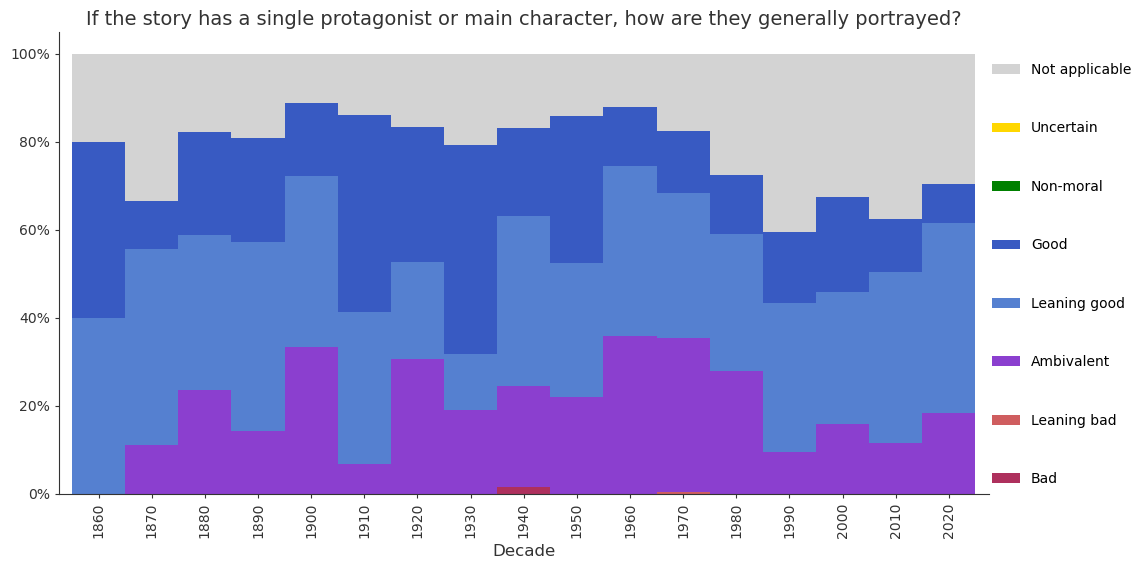 If the story has a single protagonist or main character, how are they generally portrayed?
100%
80%
60%
40%
20%
0%
1860
1870
1880
1890
1900
1910
1920
1930
1940
1950
1960
1970
1980
1990
2000
2010
2020
Decade
Not applicable
Uncertain
Non-moral
Good
Leaning good
Ambivalent
Leaning bad
Bad